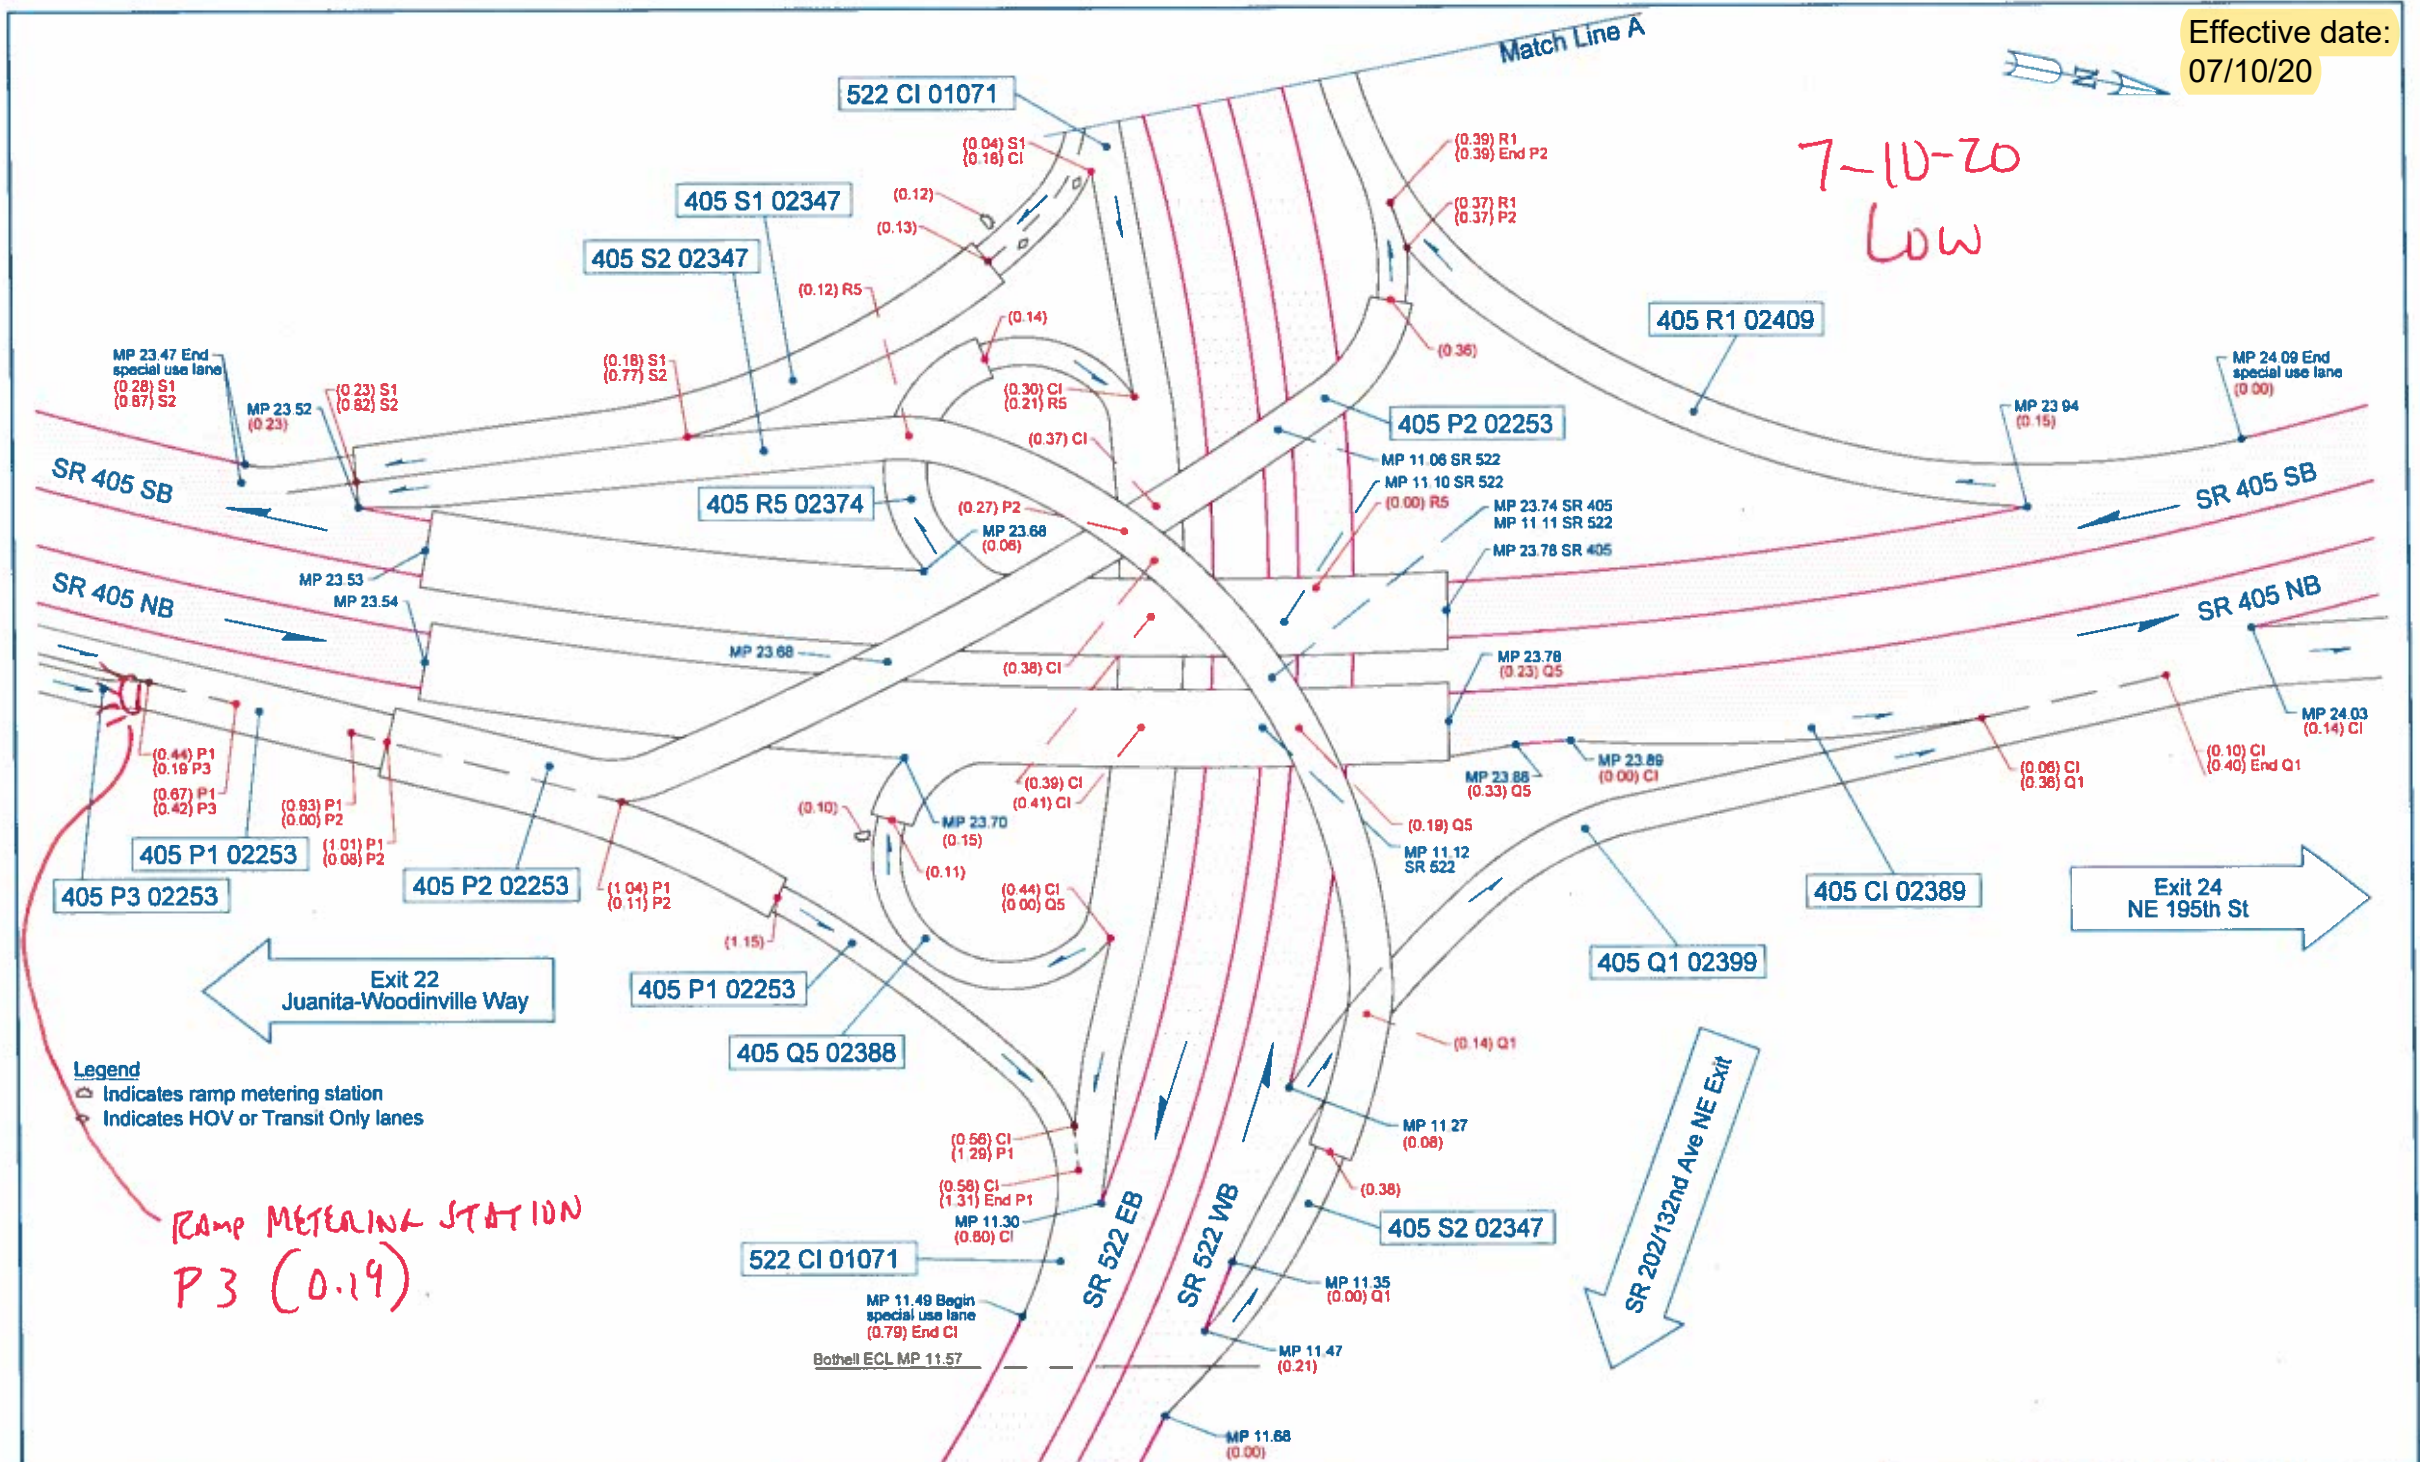 Effective date:
07/10/20
Match Line A
N
7-10-20
LOW
522 CI 01071
(0.04) S1
(0.18) CI
(0.39) R1
(0.39) End P2
405 S1 02347
(0.12)
(0.37) R1
(0.37) P2
(0.13)
405 S2 02347
(0.12) R5
(0.14)
405 R1 02409
(0.36)
MP 23.47 End
special use lane
(0.28) S1
(0.87) S2
(0.18) S1
(0.77) S2
(0.23) S1
(0.82) S2
MP 23.52
(0.23)
(0.30) CI
(0.21) R5
MP 24.09 End
special use lane
(0.00)
MP 23.94
(0.15)
405 P2 02253
(0.37) CI
MP 11.06 SR 522
MP 11.10 SR 522
(0.00) R5
SR 405 SB
SR 405 SB
405 R5 02374
(0.27) P2
MP 23.68
(0.06)
MP 23.74 SR 405
MP 11.11 SR 522
MP 23.78 SR 405
MP 23.53
MP 23.54
SR 405 NB
SR 405 NB
MP 23.68
(0.38) CI
MP 23.78
(0.23) Q5
MP 24.03
(0.14) CI
(0.44) P1
(0.19 P3
(0.67) P1
(0.42) P3
(0.93) P1
(0.00) P2
(1.01) P1
(0.08) P2
(0.39) CI
(0.41) CI
MP 23.88
(0.33) Q5
MP 23.89
(0.00) CI
(0.06) CI
(0.36) Q1
(0.10) CI
(0.40) End Q1
(0.10)
MP 23.70
(0.15)
(0.19) Q5
MP 11.12
SR 522
405 P1 02253
405 P3 02253
405 P2 02253
(1.04) P1
(0.11) P2
(0.11)
(0.44) CI
(0.00) Q5
405 CI 02389
Exit 24
NE 195th St
(1.15)
405 P1 02253
405 Q1 02399
Exit 22
Juanita-Woodinville Way
405 Q5 02388
(0.14) Q1
Legend
Indicates ramp metering station
Indicates HOV or Transit Only lanes
(0.56) CI
(1.29) P1
(0.58) CI
(1.31) End P1
MP 11.30
(0.60) CI
MP 11.27
(0.08)
(0.38)
SR 202/132nd Ave NE Exit
RAMP METERING STATION
P3 (0.19)
522 CI 01071
SR 522 EB
SR 522 WB
405 S2 02347
MP 11.35
(0.00) Q1
MP 11.49 Begin
special use lane
(0.79) End CI
Bothell ECL MP 11.57
MP 11.47
(0.21)
MP 11.68
(0.00)